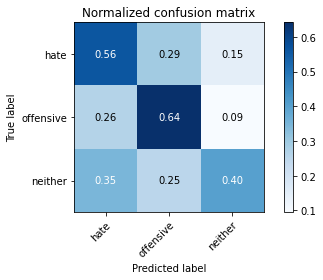 Normalized confusion matrix
True label
hate
offensive
neither
0.56 0.29 0.15
0.26 0.64 0.09
0.35 0.25 0.40
hate
offensive
neither
Predicted label
0.6
0.5
0.4
0.3
0.2
0.1